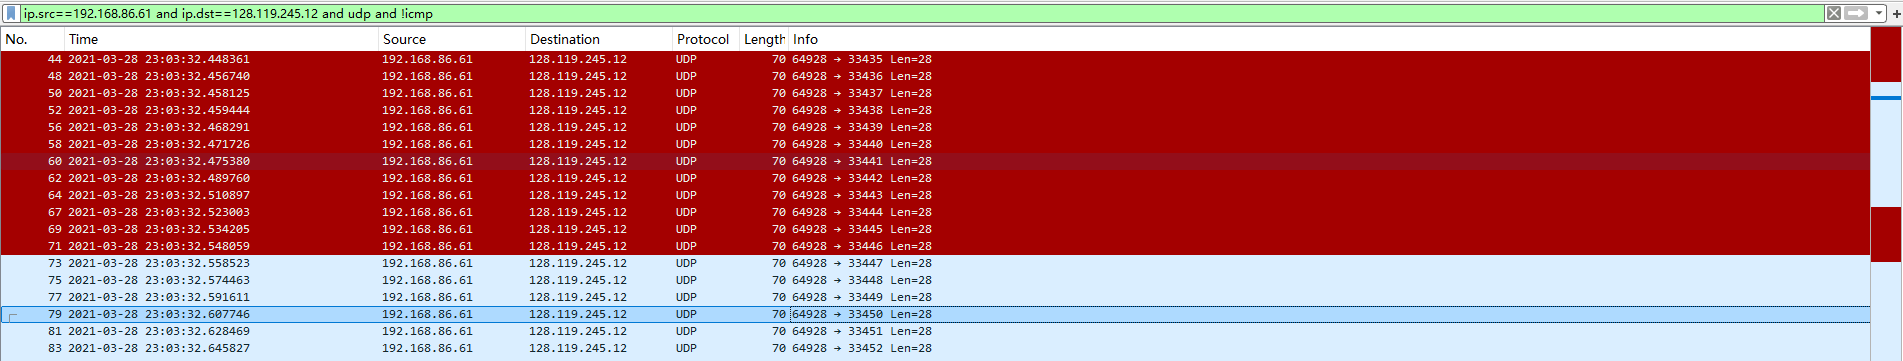 ip.src==192.168.86.61 and ip.dst==128.119.245.12 and udp and !icmp
No. Time Source Destination Protocol Length Info
44 2021-03-28 23:03:32.448361 192.168.86.61 128.119.245.12 UDP 70 64928 → 33435 Len=28
48 2021-03-28 23:03:32.456740 192.168.86.61 128.119.245.12 UDP 70 64928 → 33436 Len=28
50 2021-03-28 23:03:32.458125 192.168.86.61 128.119.245.12 UDP 70 64928 → 33437 Len=28
52 2021-03-28 23:03:32.459444 192.168.86.61 128.119.245.12 UDP 70 64928 → 33438 Len=28
56 2021-03-28 23:03:32.468291 192.168.86.61 128.119.245.12 UDP 70 64928 → 33439 Len=28
58 2021-03-28 23:03:32.471726 192.168.86.61 128.119.245.12 UDP 70 64928 → 33440 Len=28
60 2021-03-28 23:03:32.475380 192.168.86.61 128.119.245.12 UDP 70 64928 → 33441 Len=28
62 2021-03-28 23:03:32.489760 192.168.86.61 128.119.245.12 UDP 70 64928 → 33442 Len=28
64 2021-03-28 23:03:32.510897 192.168.86.61 128.119.245.12 UDP 70 64928 → 33443 Len=28
67 2021-03-28 23:03:32.523003 192.168.86.61 128.119.245.12 UDP 70 64928 → 33444 Len=28
69 2021-03-28 23:03:32.534205 192.168.86.61 128.119.245.12 UDP 70 64928 → 33445 Len=28
71 2021-03-28 23:03:32.548059 192.168.86.61 128.119.245.12 UDP 70 64928 → 33446 Len=28
73 2021-03-28 23:03:32.558523 192.168.86.61 128.119.245.12 UDP 70 64928 → 33447 Len=28
75 2021-03-28 23:03:32.574463 192.168.86.61 128.119.245.12 UDP 70 64928 → 33448 Len=28
77 2021-03-28 23:03:32.591611 192.168.86.61 128.119.245.12 UDP 70 64928 → 33449 Len=28
79 2021-03-28 23:03:32.607746 192.168.86.61 128.119.245.12 UDP 70 64928 → 33450 Len=28
81 2021-03-28 23:03:32.628469 192.168.86.61 128.119.245.12 UDP 70 64928 → 33451 Len=28
83 2021-03-28 23:03:32.645827 192.168.86.61 128.119.245.12 UDP 70 64928 → 33452 Len=28